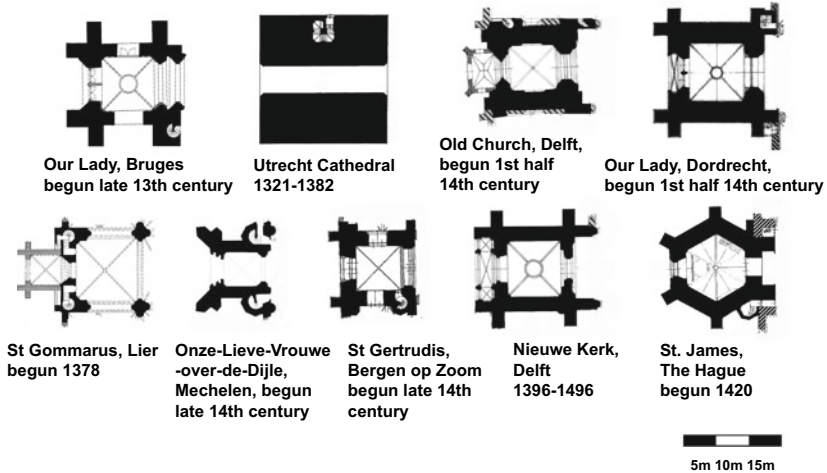 Our Lady, Bruges
begun late 13th century
Utrecht Cathedral
1321-1382
Old Church, Delft,
begun 1st half
14th century
Our Lady, Dordrecht,
begun 1st half 14th century
St Gommarus, Lier
begun 1378
Onze-Lieve-Vrouwe
-over-de-Dijle,
Mechelen, begun
late 14th century
St Gertrudis,
Bergen op Zoom
begun late 14th
century
Nieuwe Kerk,
Delft
1396-1496
St. James,
The Hague
begun 1420
5m 10m 15m